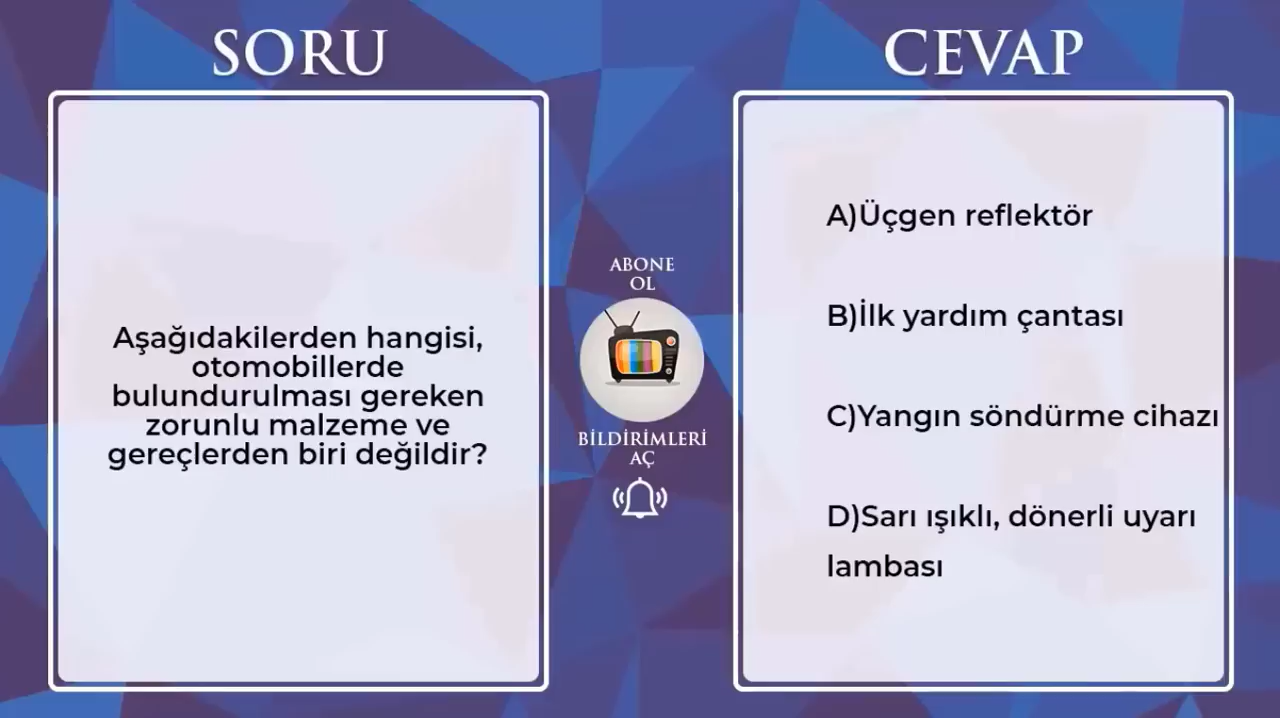 SORU
Aşağıdakilerden hangisi,
otomobillerde
bulundurulması gereken
zorunlu malzeme ve
gereçlerden biri değildir?
ABONE
OL
BİLDİRİMLERİ
AÇ
CEVAP
A)Üçgen reflektör
B)İlk yardım çantası
C)Yangın söndürme cihazı
D)Sarı ışıklı, dönerli uyarı
lambası